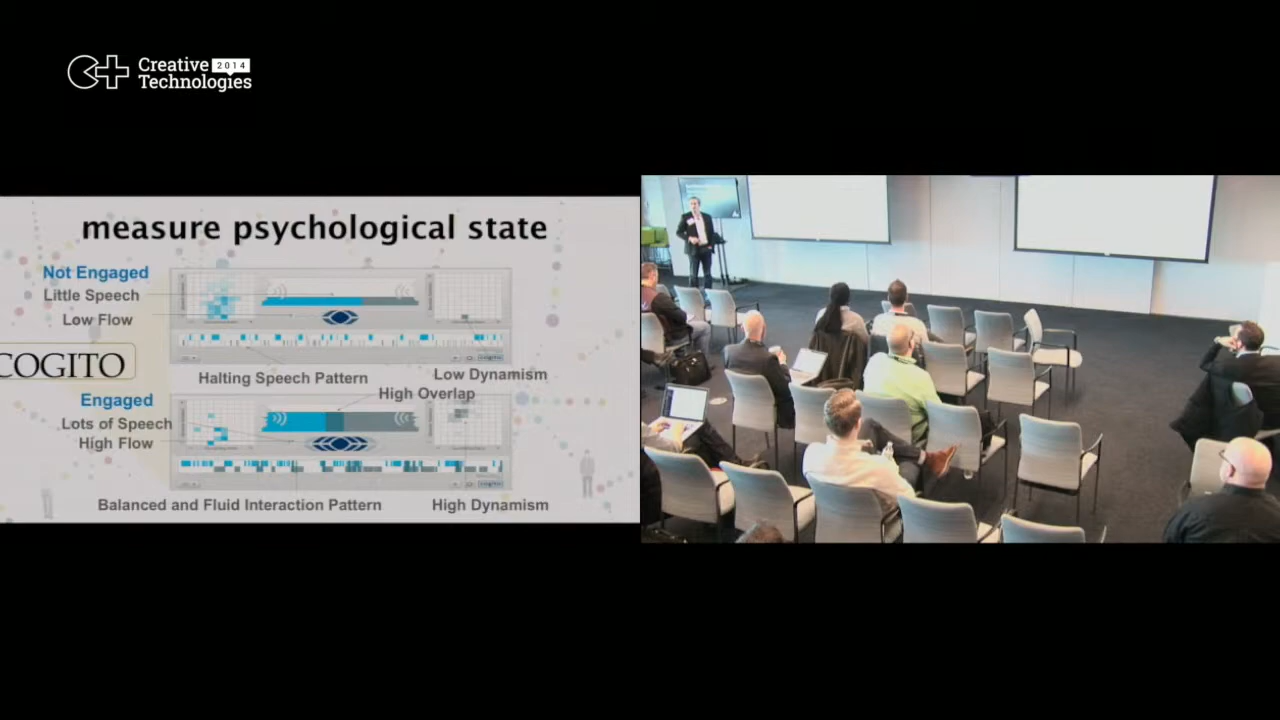 Creative 2014
Technologies
measure psychological state
Not Engaged
Little Speech
Low Flow
COGITO
Halting Speech Pattern
Low Dynamism
High Overlap
Engaged
Lots of Speech
High Flow
Balanced and Fluid Interaction Pattern
High Dynamism